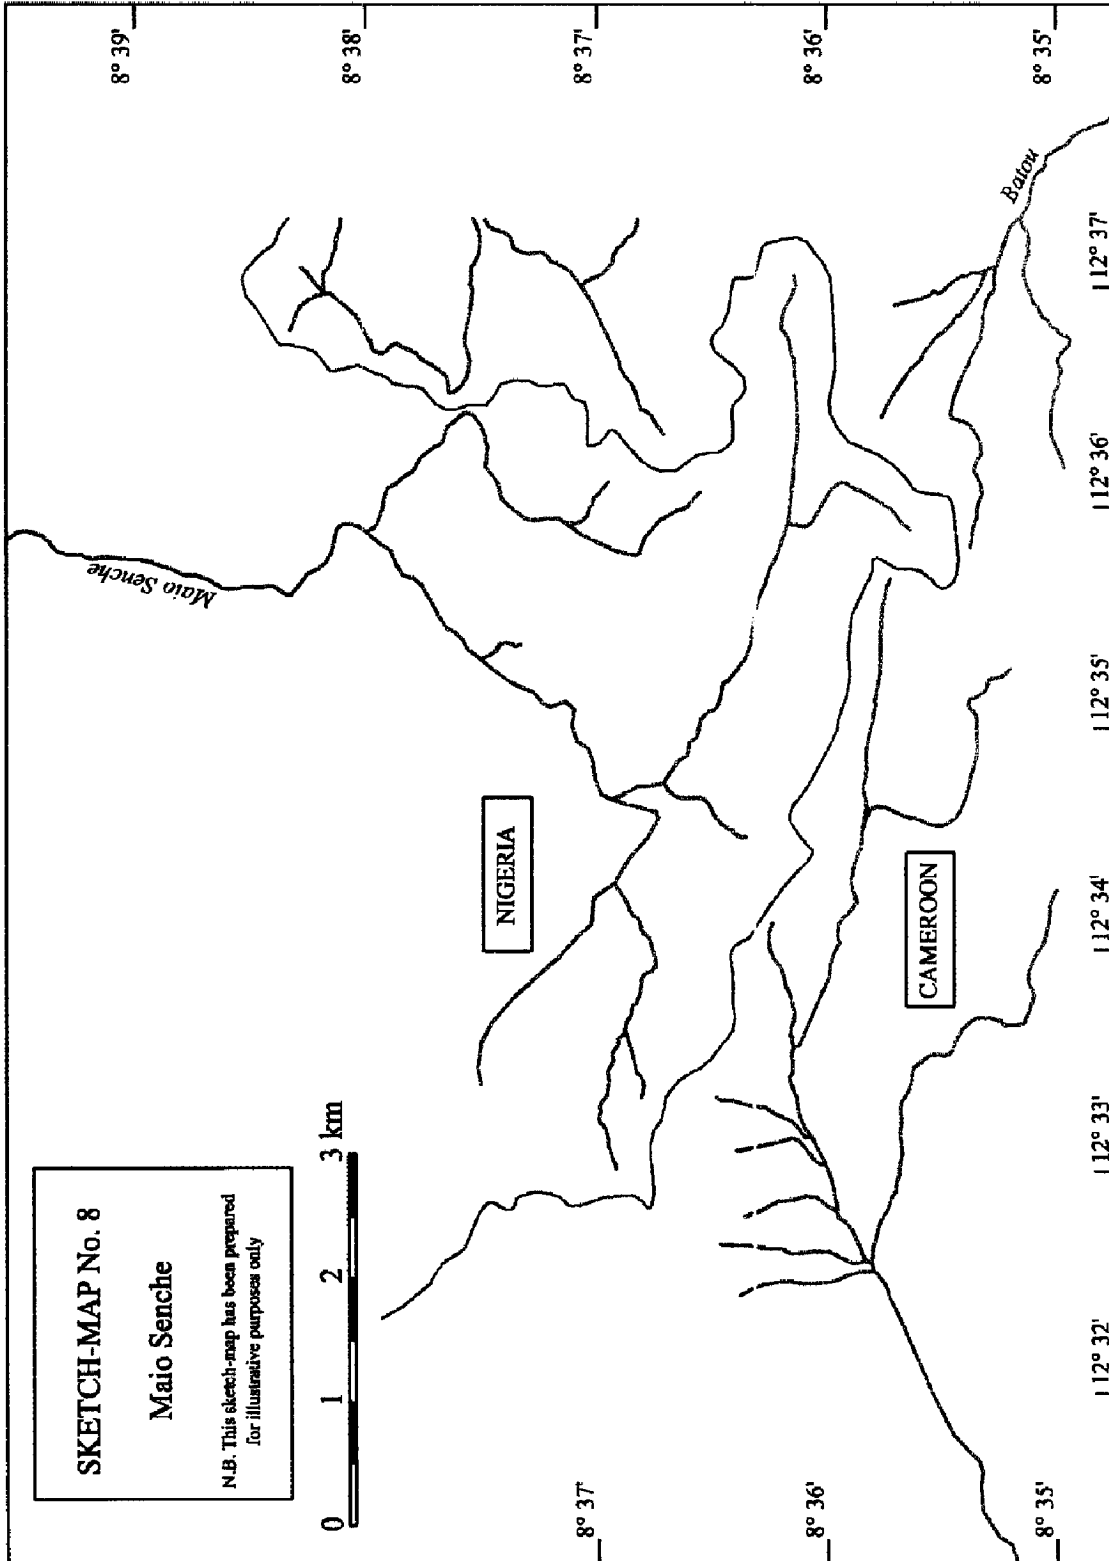 SKETCH-MAP No. 8
Maio Senche
N.B. This sketch-map has been prepared
for illustrative purposes only
0 1 2 3 km
NIGERIA
CAMEROON
Maio Senche
Batou
8° 39'
8° 38'
8° 37'
8° 36'
8° 35'
8° 37'
8° 36'
8° 35'
12° 32'
12° 33'
12° 34'
12° 35'
12° 36'
12° 37'